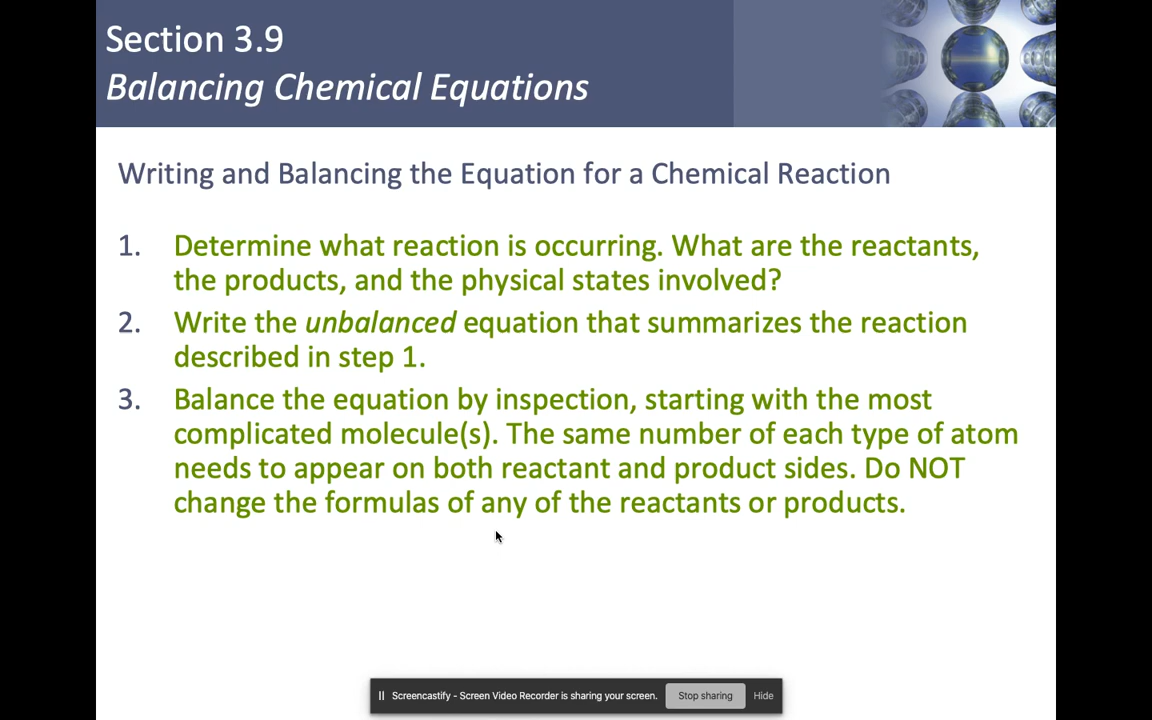 Section 3.9
Balancing Chemical Equations
Writing and Balancing the Equation for a Chemical Reaction
1. Determine what reaction is occurring. What are the reactants,
the products, and the physical states involved?
2. Write the unbalanced equation that summarizes the reaction
described in step 1.
3. Balance the equation by inspection, starting with the most
complicated molecule(s). The same number of each type of atom
needs to appear on both reactant and product sides. Do NOT
change the formulas of any of the reactants or products.
Screencastify - Screen Video Recorder is sharing your screen. Stop sharing Hide